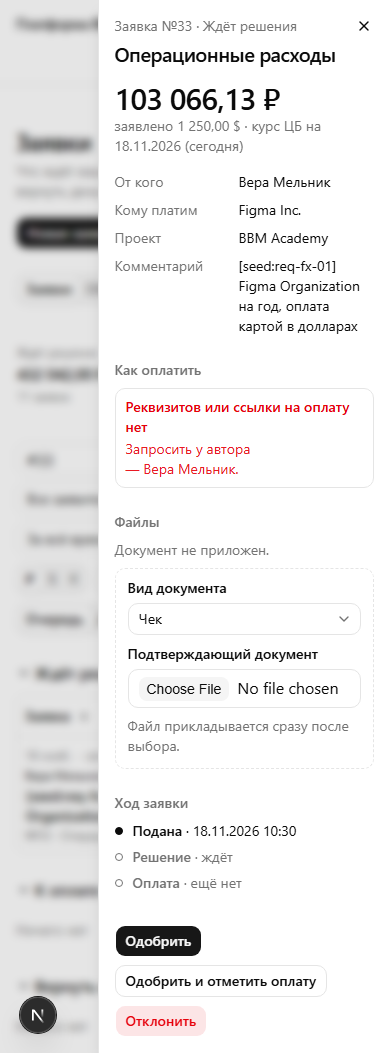 Заявка №33 · Ждёт решения
Операционные расходы
103 066,13 ₽
заявлено 1 250,00 $ · курс ЦБ на
18.11.2026 (сегодня)
От кого Вера Мельник
Кому платим Figma Inc.
Проект BBM Academy
Комментарий [seed:req-fx-01]
Figma Organization
на год, оплата
картой в долларах
Как оплатить
Реквизитов или ссылки на оплату
нет
Запросить у автора
— Вера Мельник.
Файлы
Документ не приложен.
Вид документа
Чек
Подтверждающий документ
Choose File No file chosen
Файл прикладывается сразу после
выбора.
Ход заявки
Подана · 18.11.2026 10:30
Решение · ждёт
Оплата · ещё нет
Одобрить
Одобрить и отметить оплату
Отклонить
N